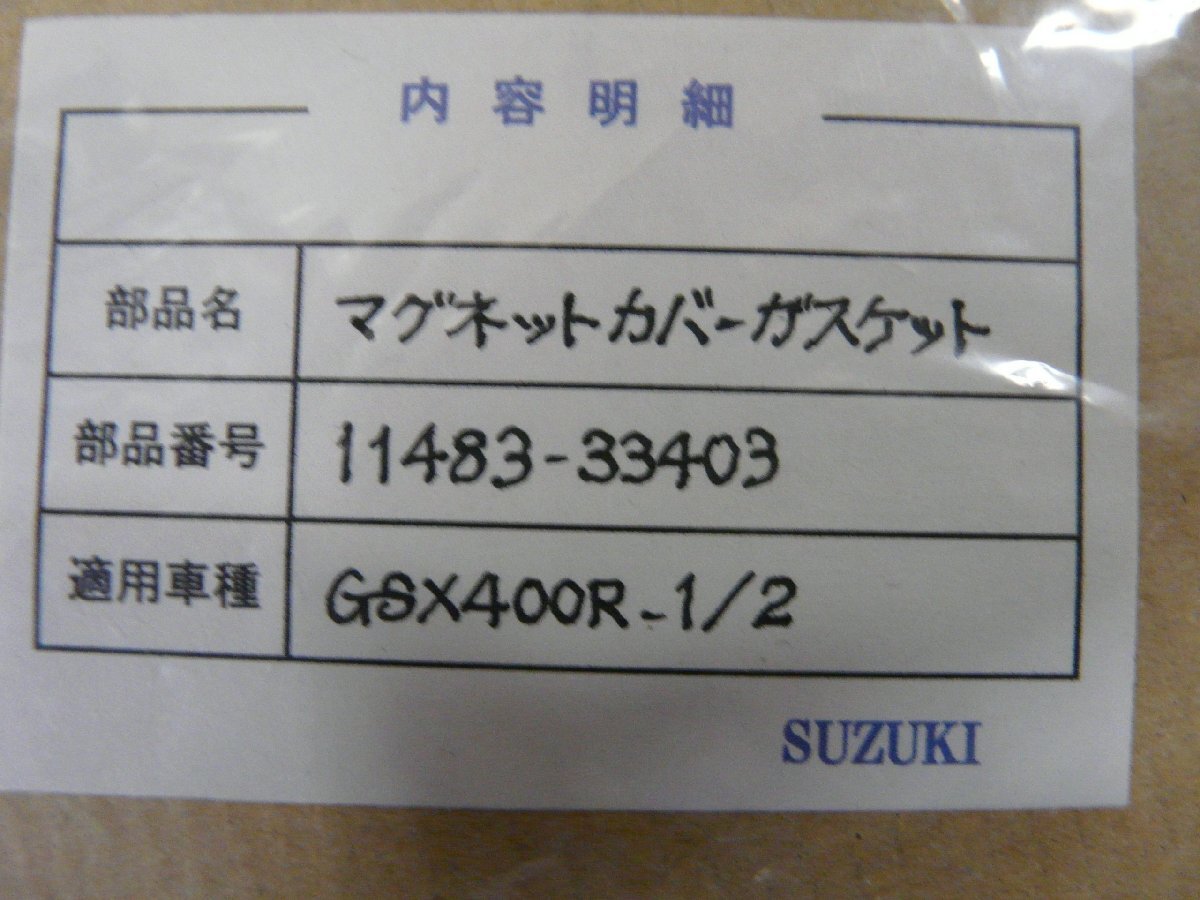 内容明細
部品名 マグネットカバーガスケット
部品番号 11483-33403
適用車種 GSX400R-1/2
SUZUKI